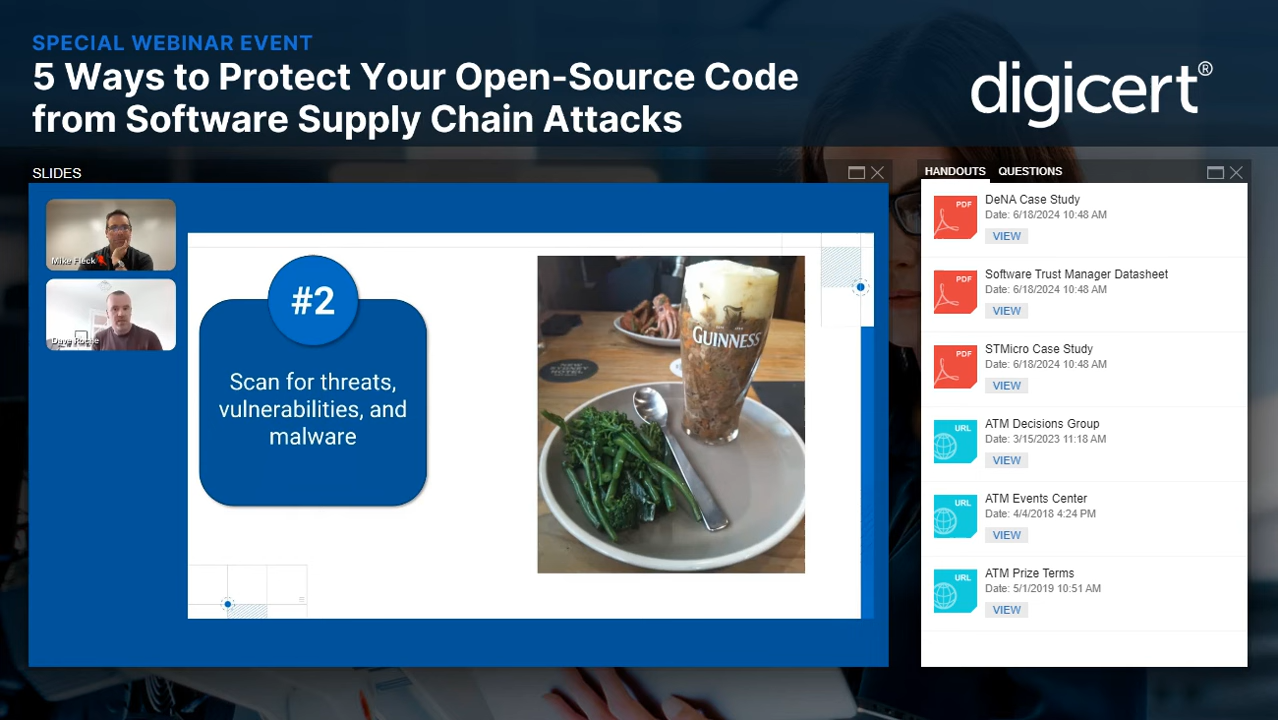 SPECIAL WEBINAR EVENT
5 Ways to Protect Your Open-Source Code
from Software Supply Chain Attacks
digicert®
SLIDES
Mike Fleck
Dave Roche
#2
Scan for threats,
vulnerabilities, and
malware
GUINNESS
HANDOUTS QUESTIONS
PDF
DeNA Case Study
Date: 6/18/2024 10:48 AM
VIEW
PDF
Software Trust Manager Datasheet
Date: 6/18/2024 10:48 AM
VIEW
PDF
STMicro Case Study
Date: 6/18/2024 10:48 AM
VIEW
URL
ATM Decisions Group
Date: 3/15/2023 11:18 AM
VIEW
URL
ATM Events Center
Date: 4/4/2018 4:24 PM
VIEW
URL
ATM Prize Terms
Date: 5/1/2019 10:51 AM
VIEW